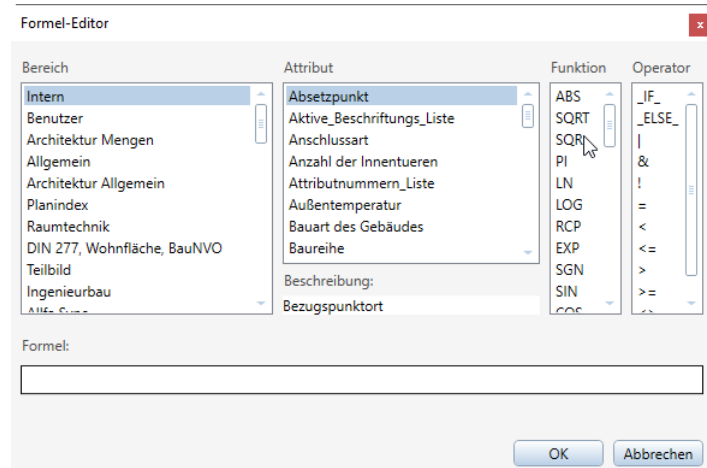 Formel-Editor
x
Bereich
Intern
Benutzer
Architektur Mengen
Allgemein
Architektur Allgemein
Planindex
Raumtechnik
DIN 277, Wohnfläche, BauNVO
Teilbild
Ingenieurbau
Attribut
Absetzpunkt
Aktive_Beschriftungs_Liste
Anschlussart
Anzahl der Innentueren
Attributnummern_Liste
Außentemperatur
Bauart des Gebäudes
Baureihe
Beschreibung:
Bezugspunktort
Funktion
ABS
SQRT
SQR
PI
LN
LOG
RCP
EXP
SGN
SIN
COS
Operator
_IF_
_ELSE_
|
&
!
=
<
<=
>
>=
Formel:
OK
Abbrechen